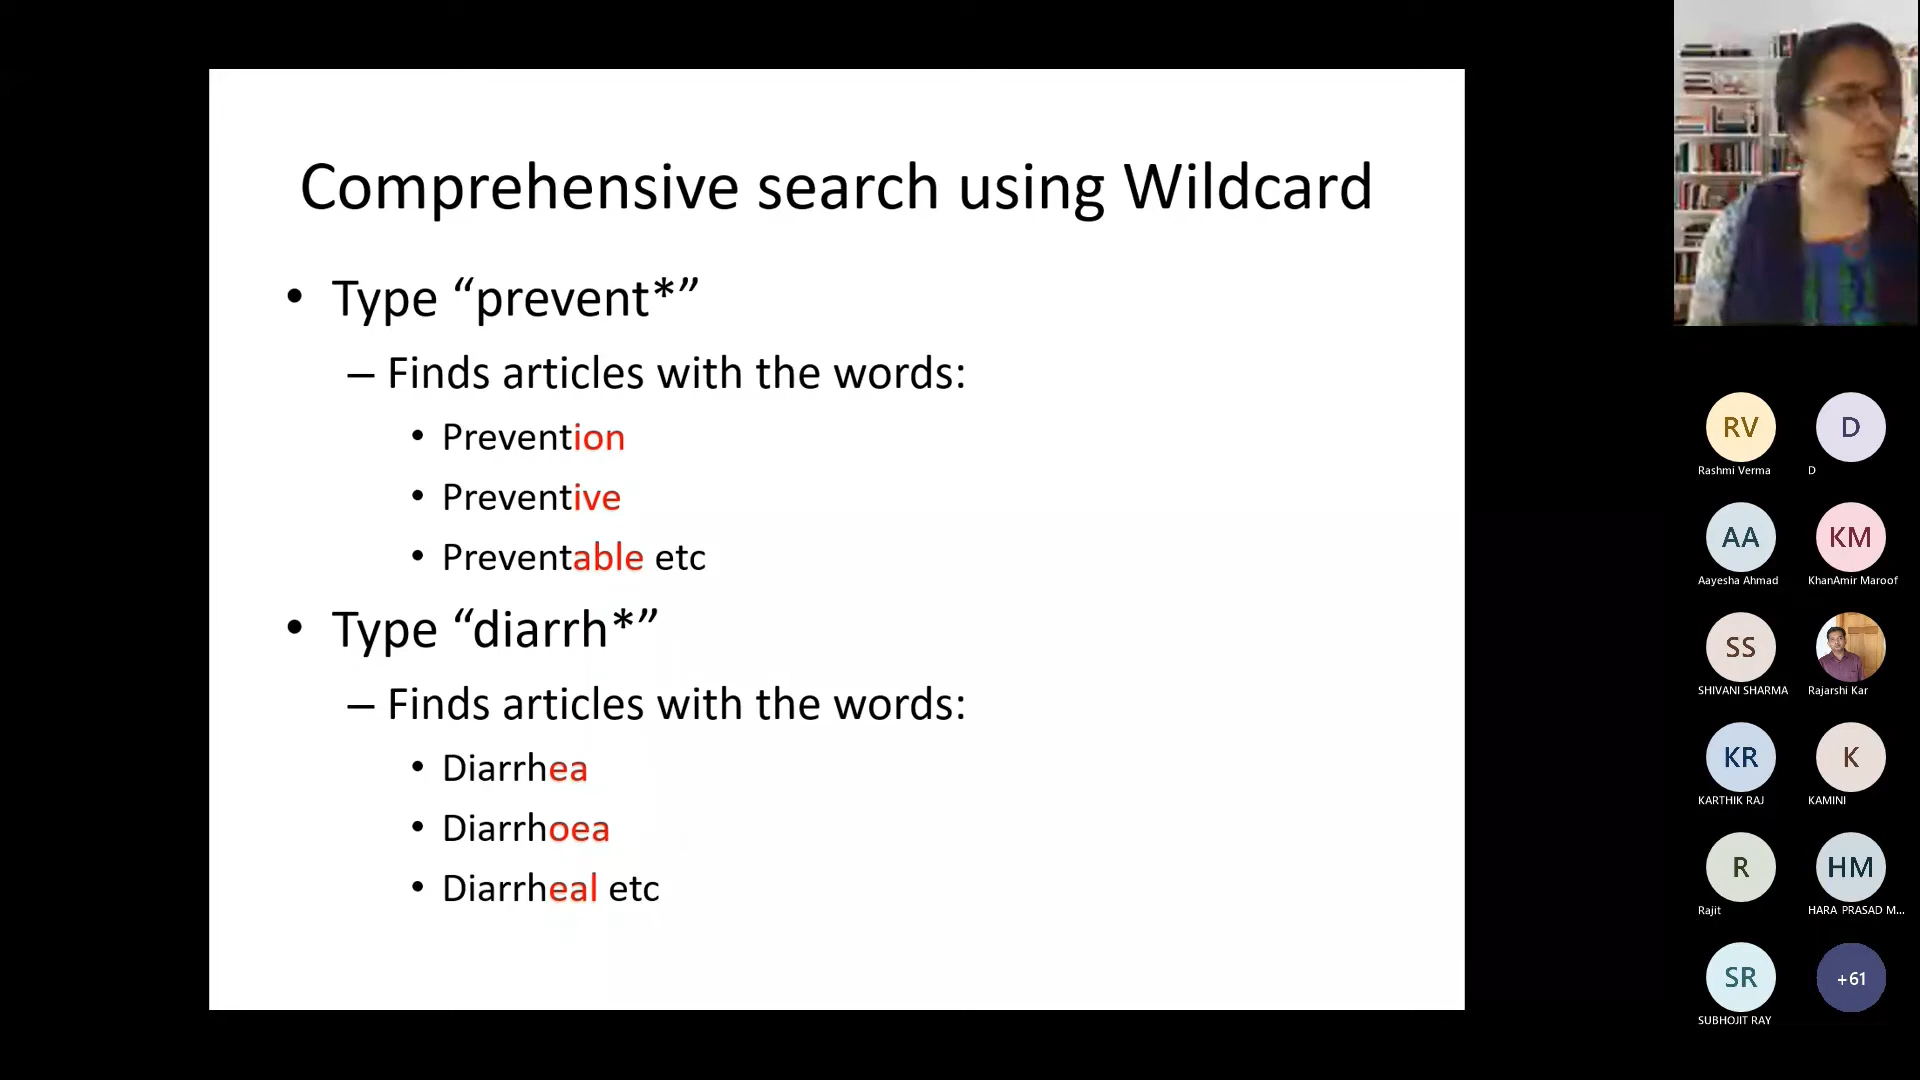 Comprehensive search using Wildcard
• Type “prevent*”
– Finds articles with the words:
• Prevention
• Preventive
• Preventable etc
• Type “diarrh*”
– Finds articles with the words:
• Diarrhea
• Diarrhoea
• Diarrheal etc
RV D
Rashmi Verma D
AA KM
Aayesha Ahmad KhanAmir Maroof
SS
SHIVANI SHARMA Rajarshi Kar
KR K
KARTHIK RAJ KAMINI
R HM
Rajit HARA PRASAD M...
SR +61
SUBHOJIT RAY